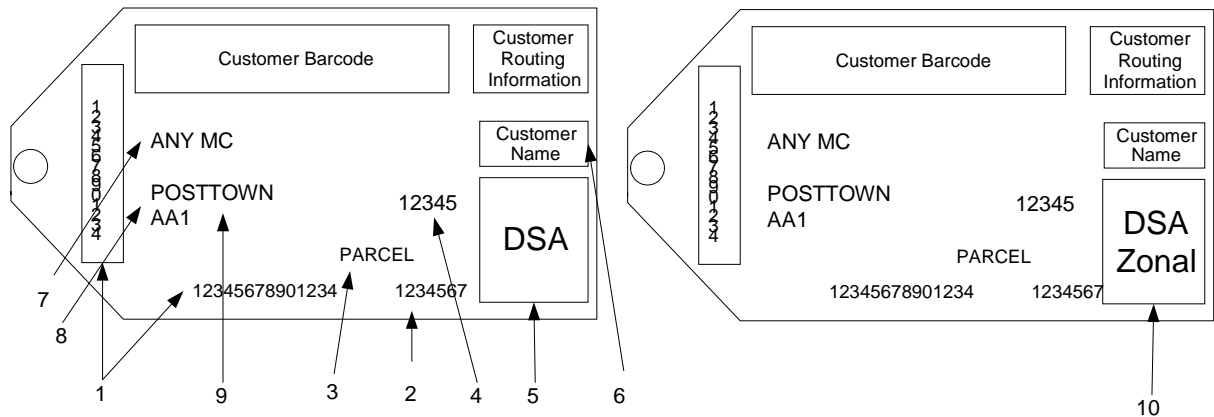 Customer Barcode
Customer
Routing
Information
12345678901234
ANY MC
Customer
Name
POSTTOWN
AA1
12345
DSA
PARCEL
12345678901234
1234567
7
8
1
9
3
2
4
5
6
Customer Barcode
Customer
Routing
Information
12345678901234
ANY MC
Customer
Name
POSTTOWN
AA1
12345
DSA
Zonal
PARCEL
12345678901234
1234567
10